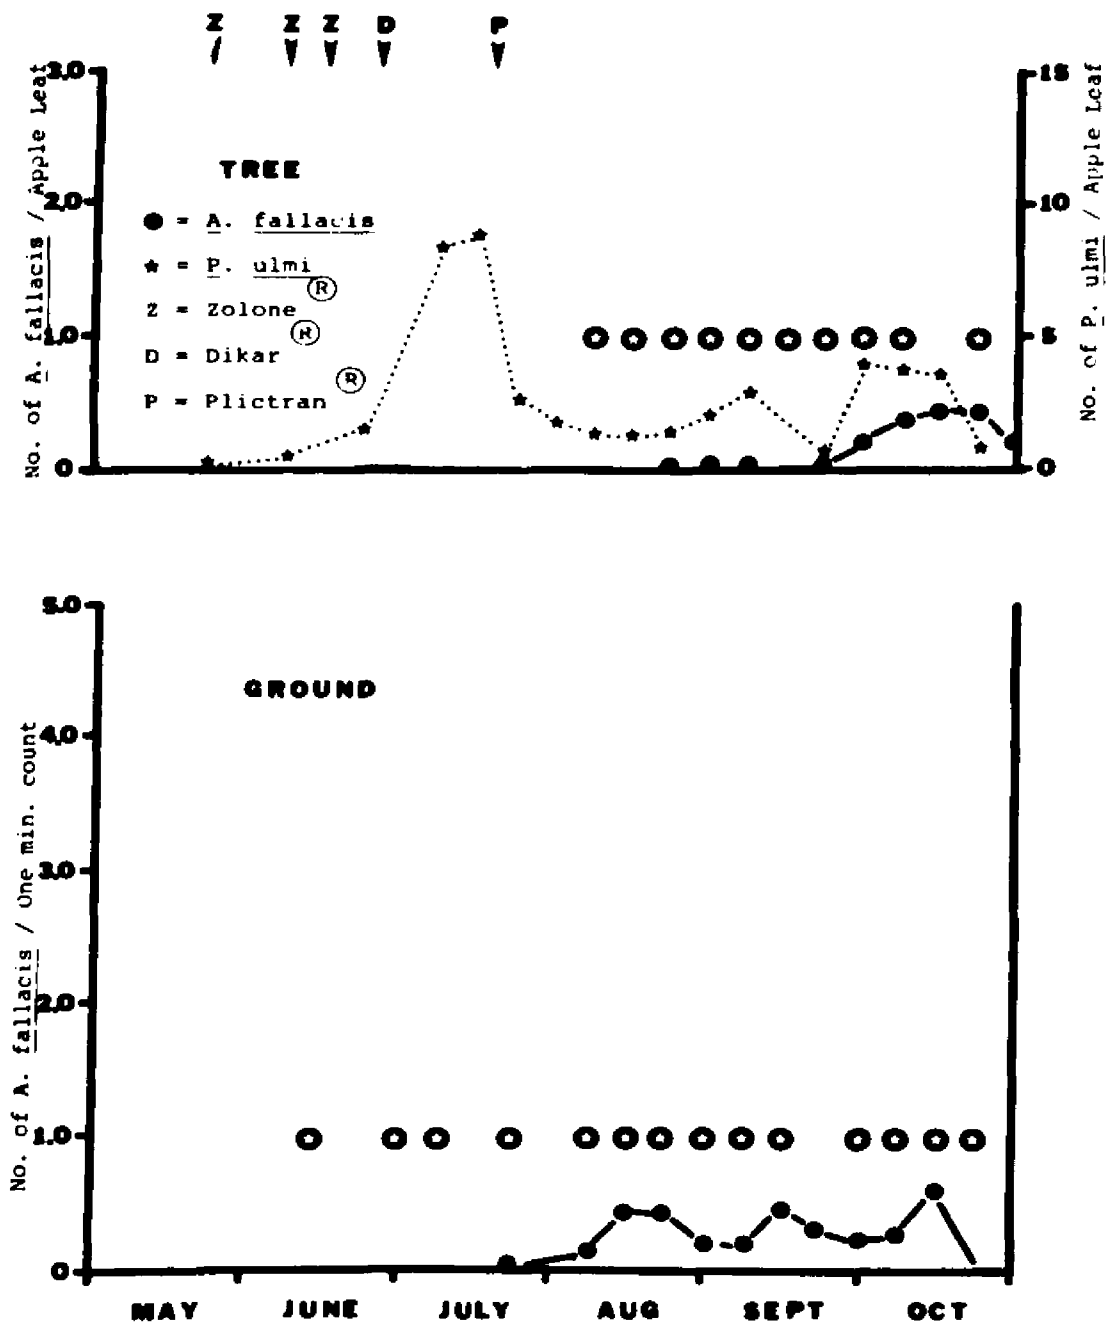 Z Z Z D P
No. of A. fallacis / Apple Leaf
3.0
2.0
1.0
0
TREE
● = A. fallacis
★ = P. ulmi
Z = Zolone ®
D = Dikar ®
P = Plictran ®
15
10
5
0
No. of P. ulmi / Apple Leaf
No. of A. fallacis / One min. count
5.0
4.0
3.0
2.0
1.0
0
GROUND
MAY JUNE JULY AUG SEPT OCT